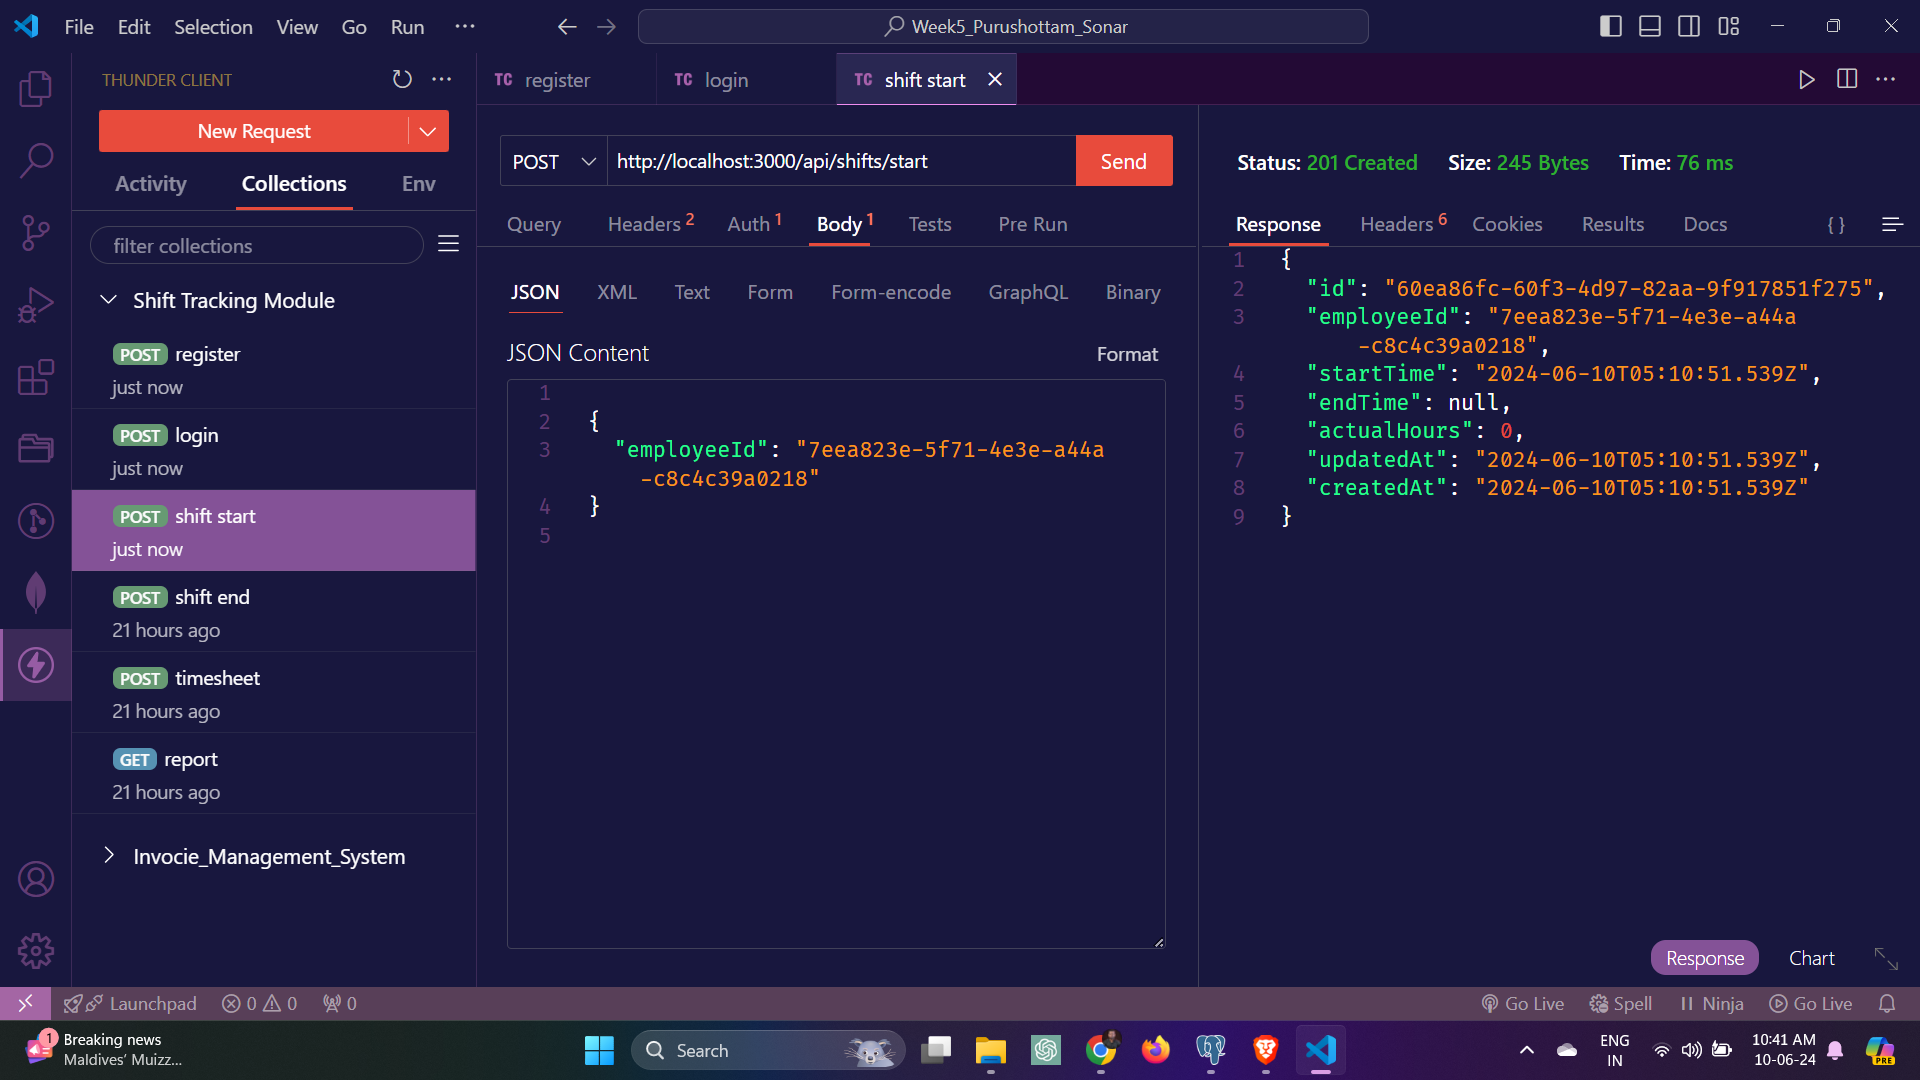 File Edit Selection View Go Run ···
Week5_Purushottam_Sonar
THUNDER CLIENT
New Request
Activity Collections Env
filter collections
Shift Tracking Module
POST register
just now
POST login
just now
POST shift start
just now
POST shift end
21 hours ago
POST timesheet
21 hours ago
GET report
21 hours ago
Invocie_Management_System
TC register TC login TC shift start
POST http://localhost:3000/api/shifts/start Send
Query Headers 2 Auth 1 Body 1 Tests Pre Run
JSON XML Text Form Form-encode GraphQL Binary
JSON Content Format
1
2 {
3 "employeeId": "7eea823e-5f71-4e3e-a44a
-c8c4c39a0218"
4 }
5
Status: 201 Created Size: 245 Bytes Time: 76 ms
Response Headers 6 Cookies Results Docs { }
1 {
2 "id": "60ea86fc-60f3-4d97-82aa-9f917851f275",
3 "employeeId": "7eea823e-5f71-4e3e-a44a
-c8c4c39a0218",
4 "startTime": "2024-06-10T05:10:51.539Z",
5 "endTime": null,
6 "actualHours": 0,
7 "updatedAt": "2024-06-10T05:10:51.539Z",
8 "createdAt": "2024-06-10T05:10:51.539Z"
9 }
Response Chart
Launchpad 0 0 0 Go Live Spell Ninja Go Live
1 Breaking news
Maldives' Muizz...
Search
ENG
IN
10:41 AM
10-06-24
PRE